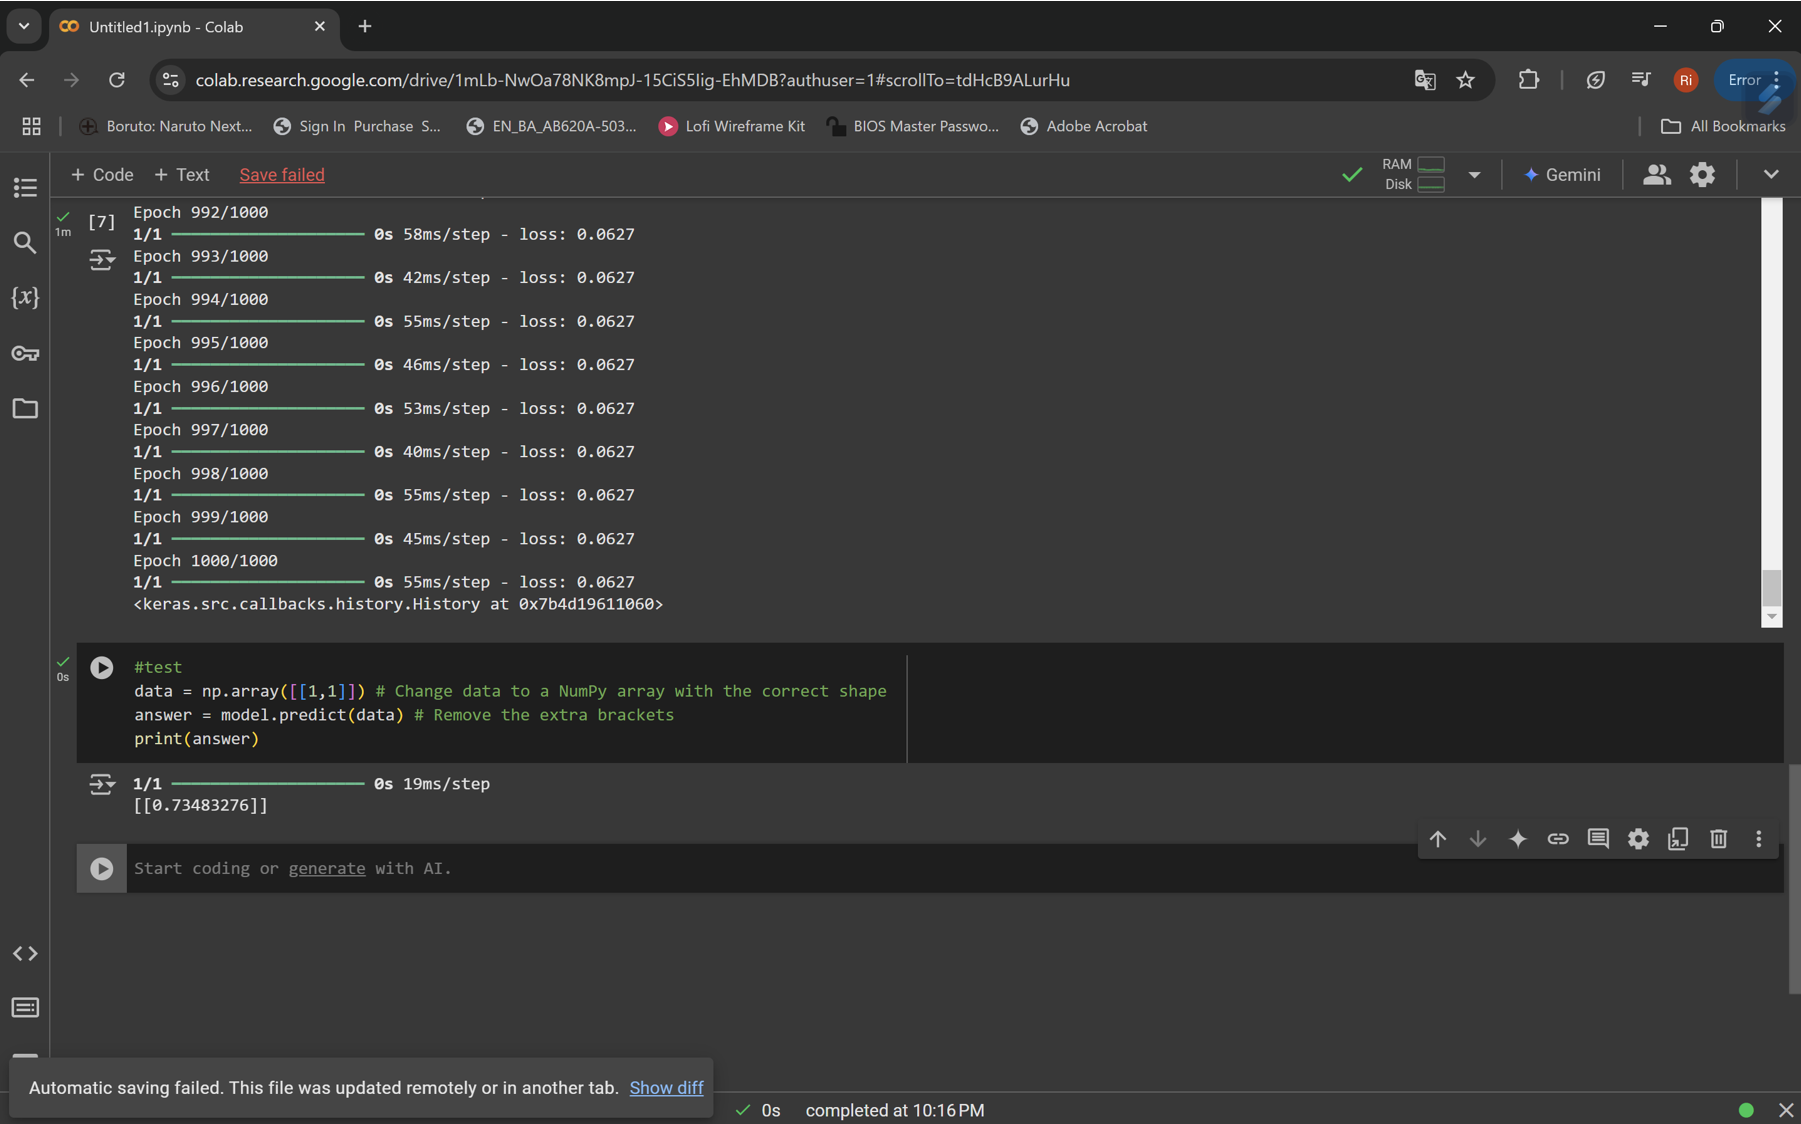 Untitled1.ipynb - Colab
colab.research.google.com/drive/1mLb-NwOa78NK8mpJ-15CiS5Iig-EhMDB?authuser=1#scrollTo=tdHcB9ALurHu
Ri
Error
Boruto: Naruto Next...
Sign In Purchase S...
EN_BA_AB620A-503...
Lofi Wireframe Kit
BIOS Master Passwo...
Adobe Acrobat
All Bookmarks
+ Code + Text Save failed
RAM
Disk
Gemini
1m
[7]
Epoch 992/1000
1/1 0s 58ms/step - loss: 0.0627
Epoch 993/1000
1/1 0s 42ms/step - loss: 0.0627
Epoch 994/1000
1/1 0s 55ms/step - loss: 0.0627
Epoch 995/1000
1/1 0s 46ms/step - loss: 0.0627
Epoch 996/1000
1/1 0s 53ms/step - loss: 0.0627
Epoch 997/1000
1/1 0s 40ms/step - loss: 0.0627
Epoch 998/1000
1/1 0s 55ms/step - loss: 0.0627
Epoch 999/1000
1/1 0s 45ms/step - loss: 0.0627
Epoch 1000/1000
1/1 0s 55ms/step - loss: 0.0627
<keras.src.callbacks.history.History at 0x7b4d19611060>
0s
#test
data = np.array([[1,1]]) # Change data to a NumPy array with the correct shape
answer = model.predict(data) # Remove the extra brackets
print(answer)
1/1 0s 19ms/step
[[0.73483276]]
Start coding or generate with AI.
{x}
Automatic saving failed. This file was updated remotely or in another tab. Show diff
0s completed at 10:16 PM